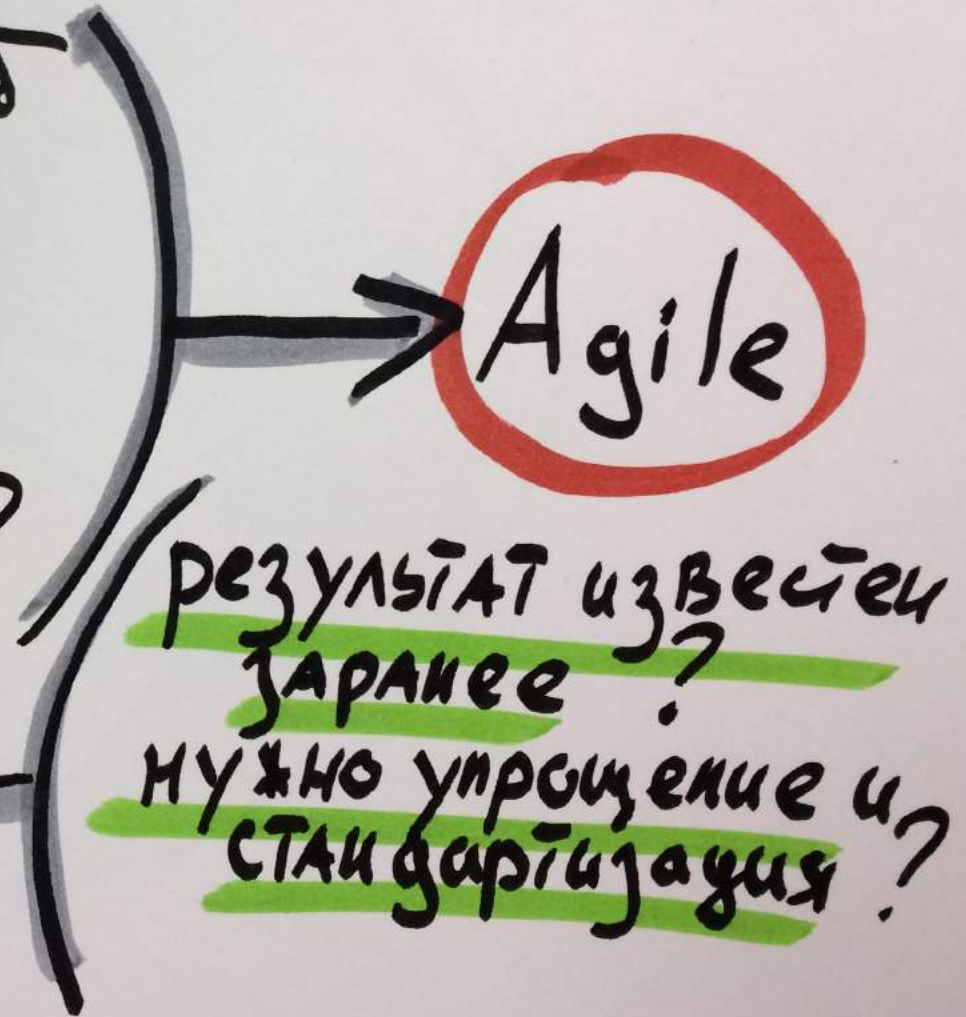 Agile
результат известен
заранее ?
нужно упрощение и
стандартизация ?